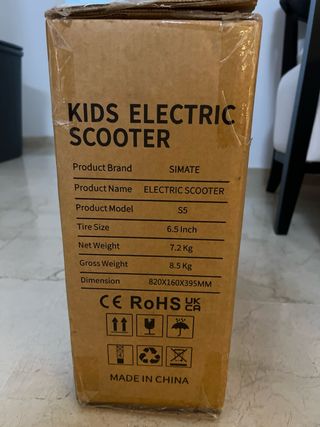 KIDS ELECTRIC
SCOOTER
Product Brand SIMATE
Product Name ELECTRIC SCOOTER
Product Model S5
Tire Size 6.5 Inch
Net Weight 7.2 Kg
Gross Weight 8.5 Kg
Dimension 820X160X395MM
CE RoHS UK
CA
MADE IN CHINA